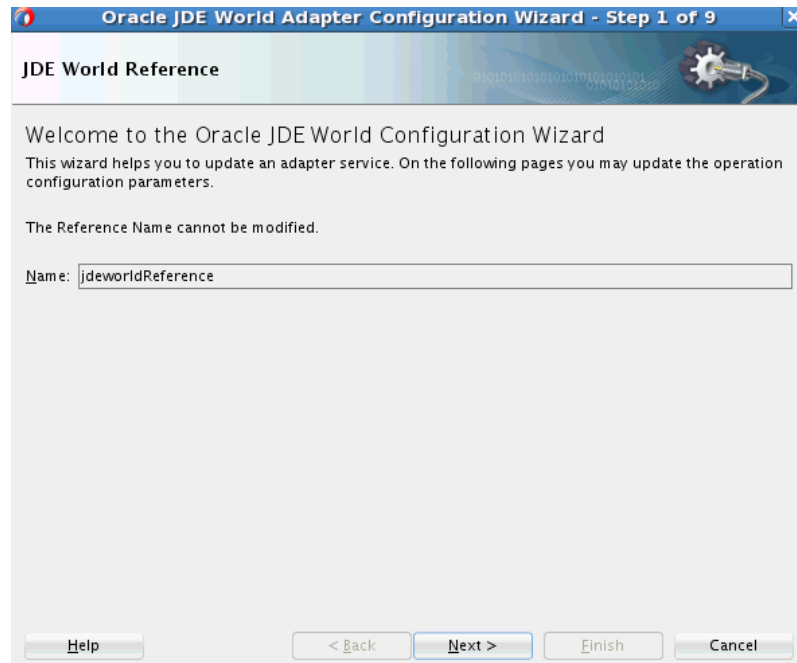 Oracle JDE World Adapter Configuration Wizard - Step 1 of 9
JDE World Reference
Welcome to the Oracle JDE World Configuration Wizard
This wizard helps you to update an adapter service. On the following pages you may update the operation
configuration parameters.
The Reference Name cannot be modified.
Name: jdeworldReference
Help < Back Next > Finish Cancel